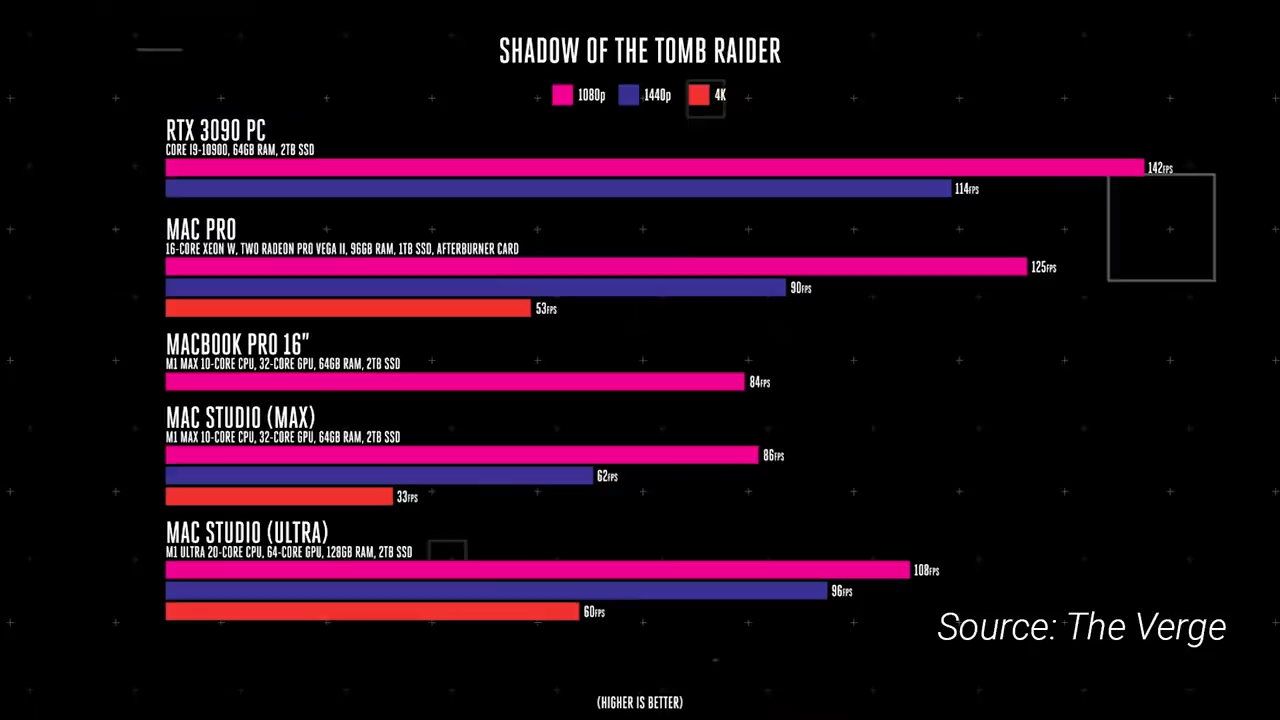 SHADOW OF THE TOMB RAIDER
1080p 1440p 4K
RTX 3090 PC
CORE I9-10900, 64GB RAM, 2TB SSD
142FPS
114FPS
MAC PRO
16-CORE XEON W, TWO RADEON PRO VEGA II, 96GB RAM, 1TB SSD, AFTERBURNER CARD
125FPS
90FPS
53FPS
MACBOOK PRO 16"
M1 MAX 10-CORE CPU, 32-CORE GPU, 64GB RAM, 2TB SSD
84FPS
MAC STUDIO (MAX)
M1 MAX 10-CORE CPU, 32-CORE GPU, 64GB RAM, 2TB SSD
86FPS
62FPS
33FPS
MAC STUDIO (ULTRA)
M1 ULTRA 20-CORE CPU, 64-CORE GPU, 128GB RAM, 2TB SSD
108FPS
96FPS
60FPS
Source: The Verge
(HIGHER IS BETTER)